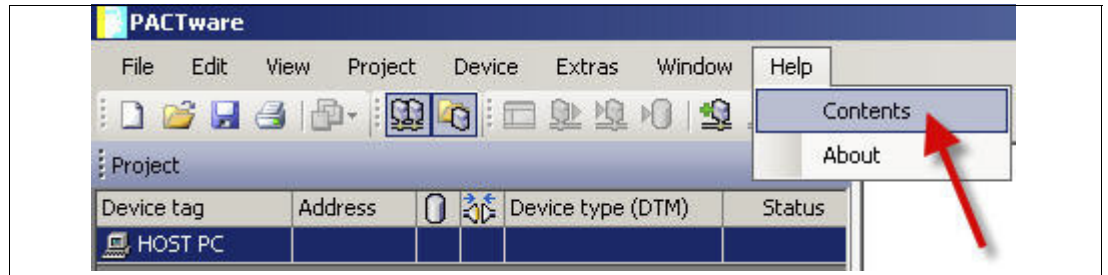 PACTware
File Edit View Project Device Extras Window Help
Contents
About
Project
Device tag Address Device type (DTM) Status
HOST PC